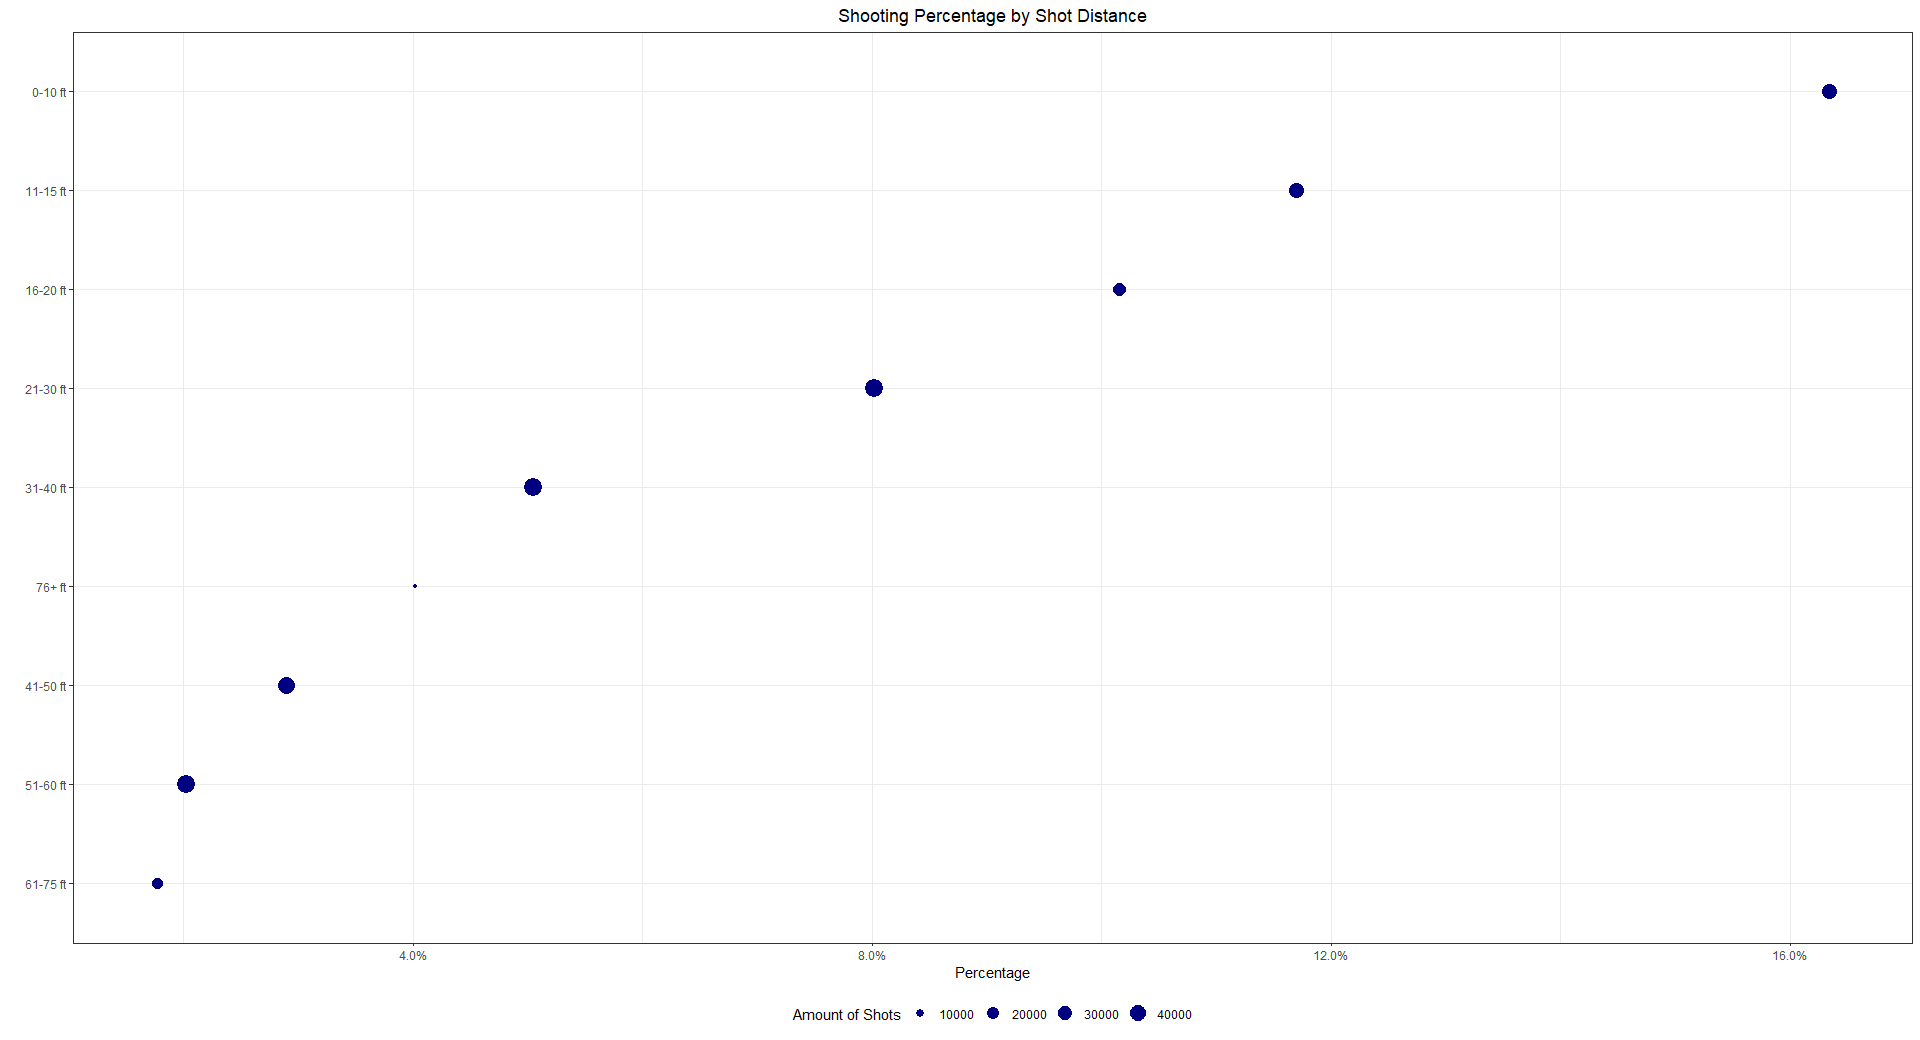 Shooting Percentage by Shot Distance
0-10 ft
11-15 ft
16-20 ft
21-30 ft
31-40 ft
76+ ft
41-50 ft
51-60 ft
61-75 ft
4.0% 8.0% 12.0% 16.0%
Percentage
Amount of Shots 10000 20000 30000 40000